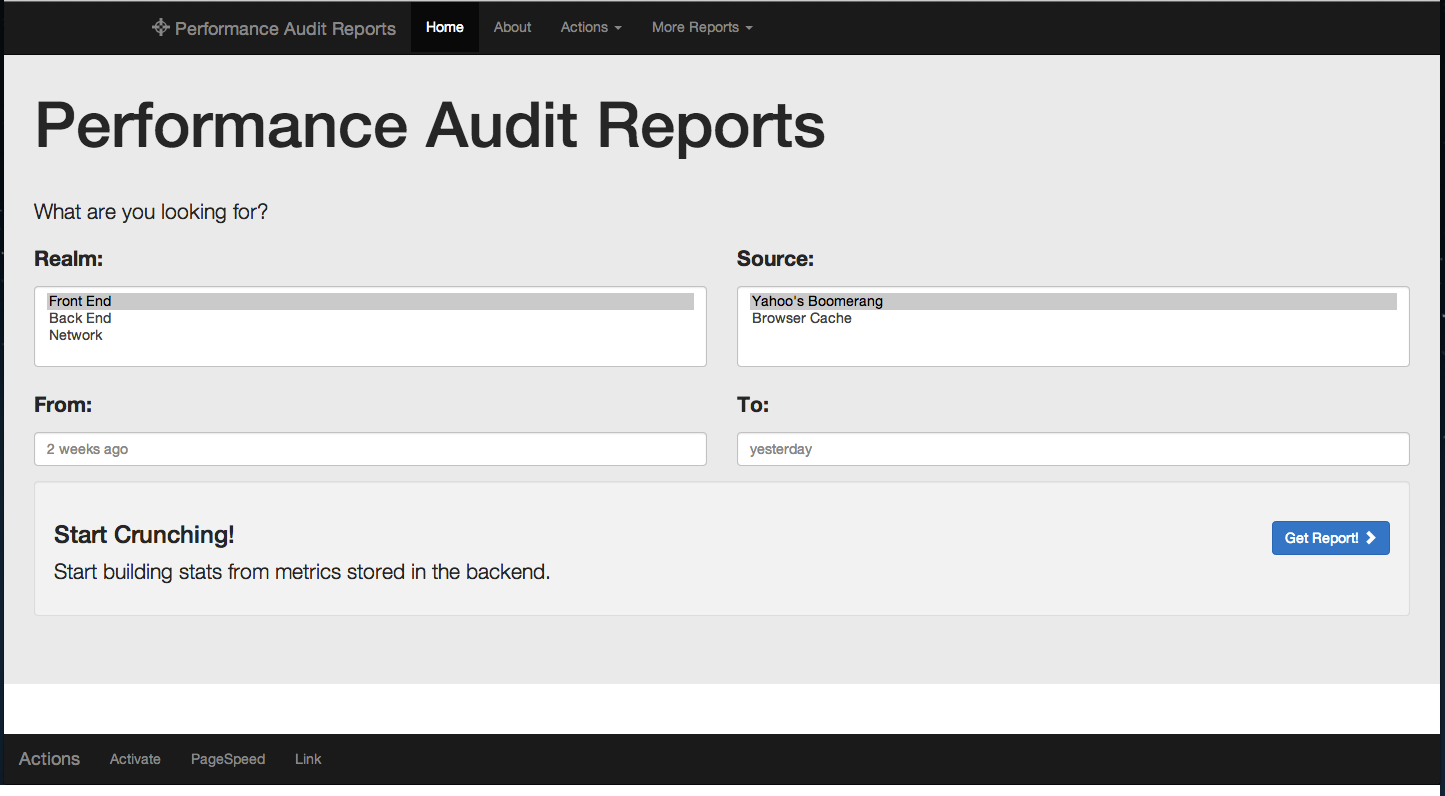 Performance Audit Reports Home About Actions More Reports
Performance Audit Reports
What are you looking for?
Realm: Source:
Front End Yahoo's Boomerang
Back End Browser Cache
Network
From: To:
2 weeks ago yesterday
Start Crunching!
Get Report!
Start building stats from metrics stored in the backend.
Actions Activate PageSpeed Link